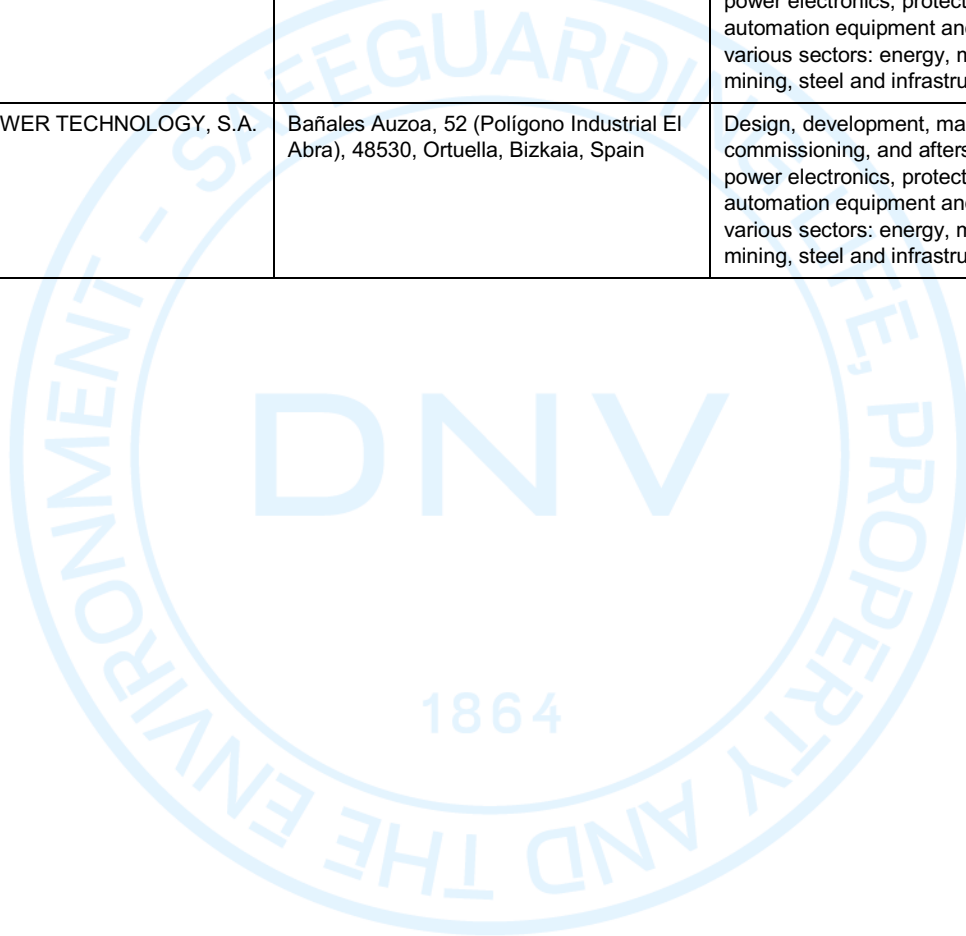 power electronics, protect
automation equipment an
various sectors: energy, m
mining, steel and infrastru
WER TECHNOLOGY, S.A.
Bañales Auzoa, 52 (Polígono Industrial El
Abra), 48530, Ortuella, Bizkaia, Spain
Design, development, ma
commissioning, and afters
power electronics, protect
automation equipment an
various sectors: energy, m
mining, steel and infrastru
SAFEGUARDING LIFE, PROPERTY AND THE ENVIRONMENT -
DNV
1864